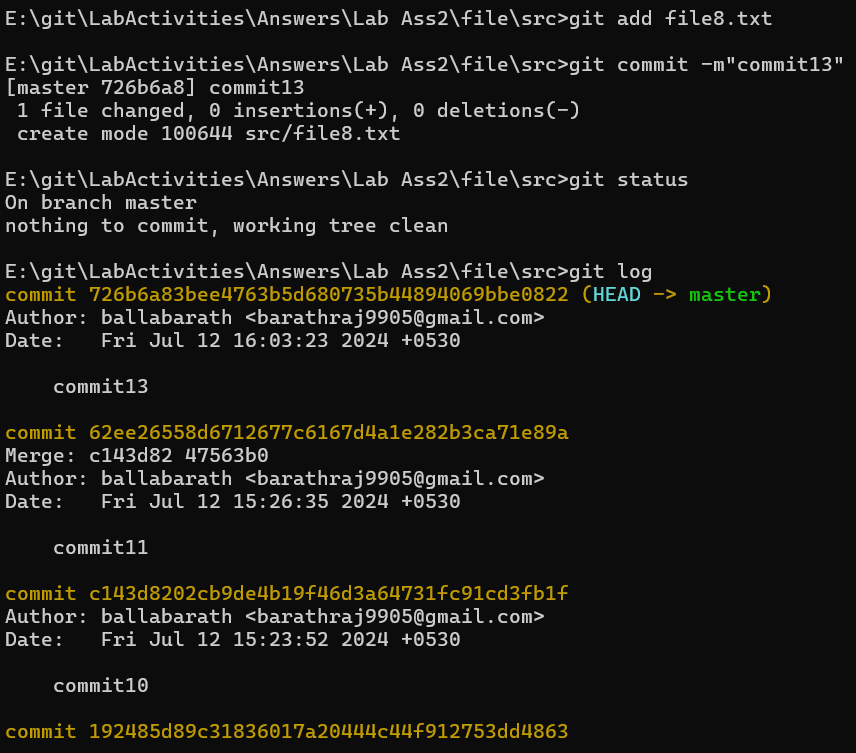 E:\git\LabActivities\Answers\Lab Ass2\file\src>git add file8.txt
E:\git\LabActivities\Answers\Lab Ass2\file\src>git commit -m"commit13"
[master 726b6a8] commit13
 1 file changed, 0 insertions(+), 0 deletions(-)
 create mode 100644 src/file8.txt
E:\git\LabActivities\Answers\Lab Ass2\file\src>git status
On branch master
nothing to commit, working tree clean
E:\git\LabActivities\Answers\Lab Ass2\file\src>git log
commit 726b6a83bee4763b5d680735b44894069bbe0822 (HEAD -> master)
Author: ballabarath <barathraj9905@gmail.com>
Date:   Fri Jul 12 16:03:23 2024 +0530
    commit13
commit 62ee26558d6712677c6167d4a1e282b3ca71e89a
Merge: c143d82 47563b0
Author: ballabarath <barathraj9905@gmail.com>
Date:   Fri Jul 12 15:26:35 2024 +0530
    commit11
commit c143d8202cb9de4b19f46d3a64731fc91cd3fb1f
Author: ballabarath <barathraj9905@gmail.com>
Date:   Fri Jul 12 15:23:52 2024 +0530
    commit10
commit 192485d89c31836017a20444c44f912753dd4863